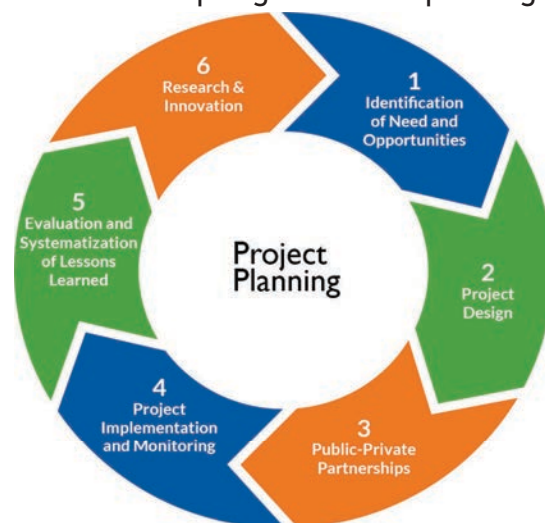 1
Identification
of Need and
Opportunities
2
Project
Design
3
Public-Private
Partnerships
4
Project
Implementation
and Monitoring
5
Evaluation and
Systematization
of Lessons
Learned
6
Research &
Innovation
Project
Planning